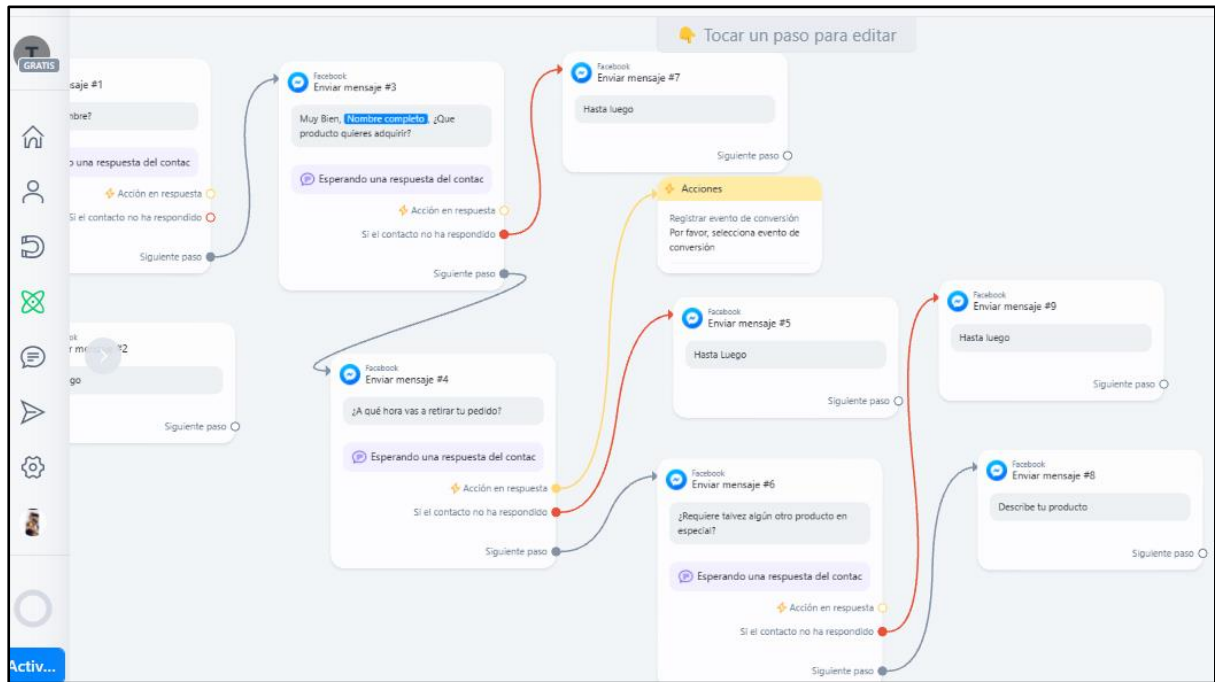 👇 Tocar un paso para editar
T
GRATIS
saje #1
nbre?
o una respuesta del contac
Acción en respuesta
Si el contacto no ha respondido
Siguiente paso
Facebook
Enviar mensaje #3
Muy Bien, Nombre completo. ¿Que
producto quieres adquirir?
Esperando una respuesta del contac
Acción en respuesta
Si el contacto no ha respondido
Siguiente paso
Facebook
Enviar mensaje #7
Hasta luego
Siguiente paso
Acciones
Registrar evento de conversión
Por favor, selecciona evento de
conversión
#2
go
Siguiente paso
Facebook
Enviar mensaje #4
¿A qué hora vas a retirar tu pedido?
Esperando una respuesta del contac
Acción en respuesta
Si el contacto no ha respondido
Siguiente paso
Facebook
Enviar mensaje #5
Hasta Luego
Siguiente paso
Facebook
Enviar mensaje #9
Hasta luego
Siguiente paso
Facebook
Enviar mensaje #6
¿Requiere talvez algún otro producto en
especial?
Esperando una respuesta del contac
Acción en respuesta
Si el contacto no ha respondido
Siguiente paso
Facebook
Enviar mensaje #8
Describe tu producto
Siguiente paso
Activ...